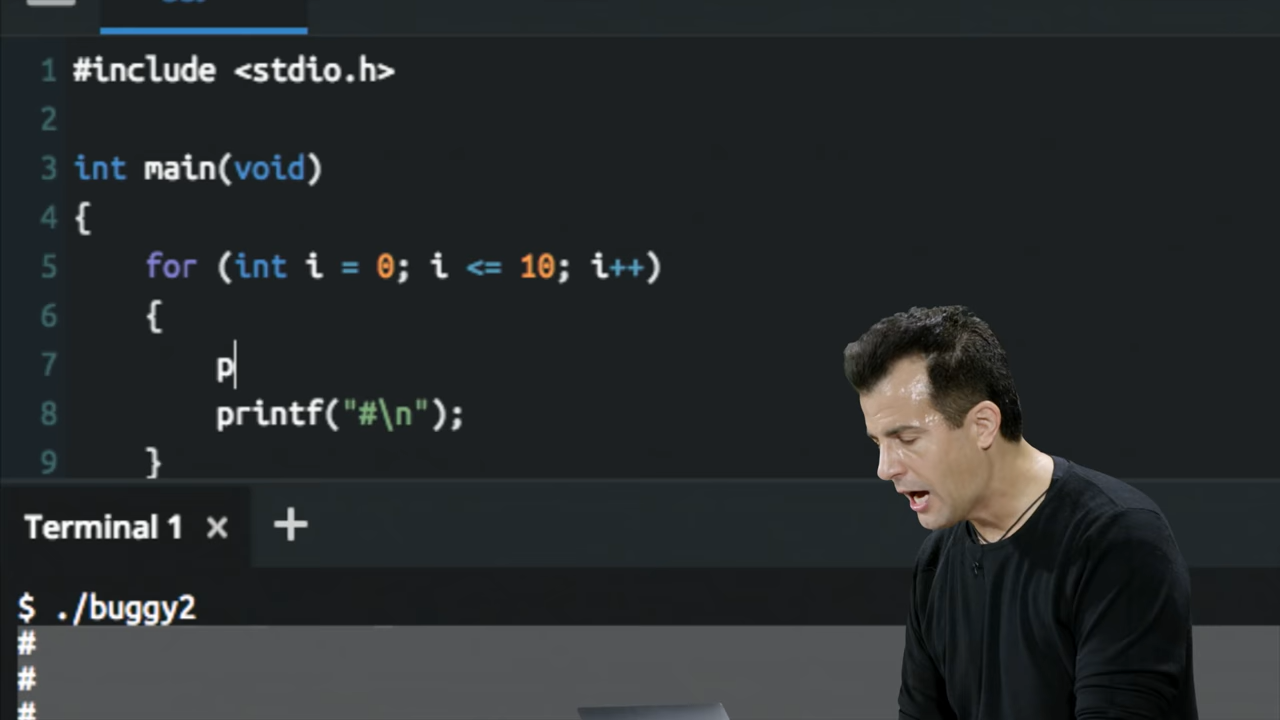 1 #include <stdio.h>
2
3 int main(void)
4 {
5 for (int i = 0; i <= 10; i++)
6 {
7 p
8 printf("#\n");
9 }
Terminal 1 × +
$ ./buggy2
#
#
#